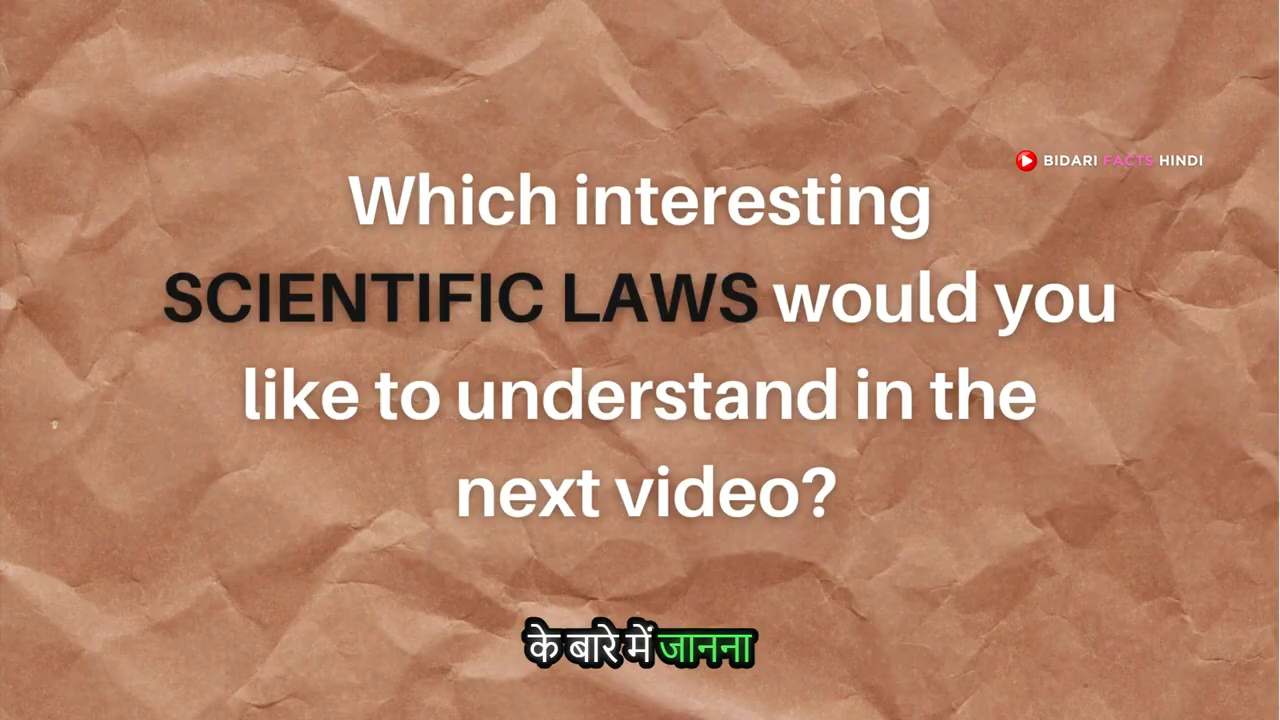 BIDARI FACTS HINDI
Which interesting
SCIENTIFIC LAWS would you
like to understand in the
next video?
के बारे में जानना